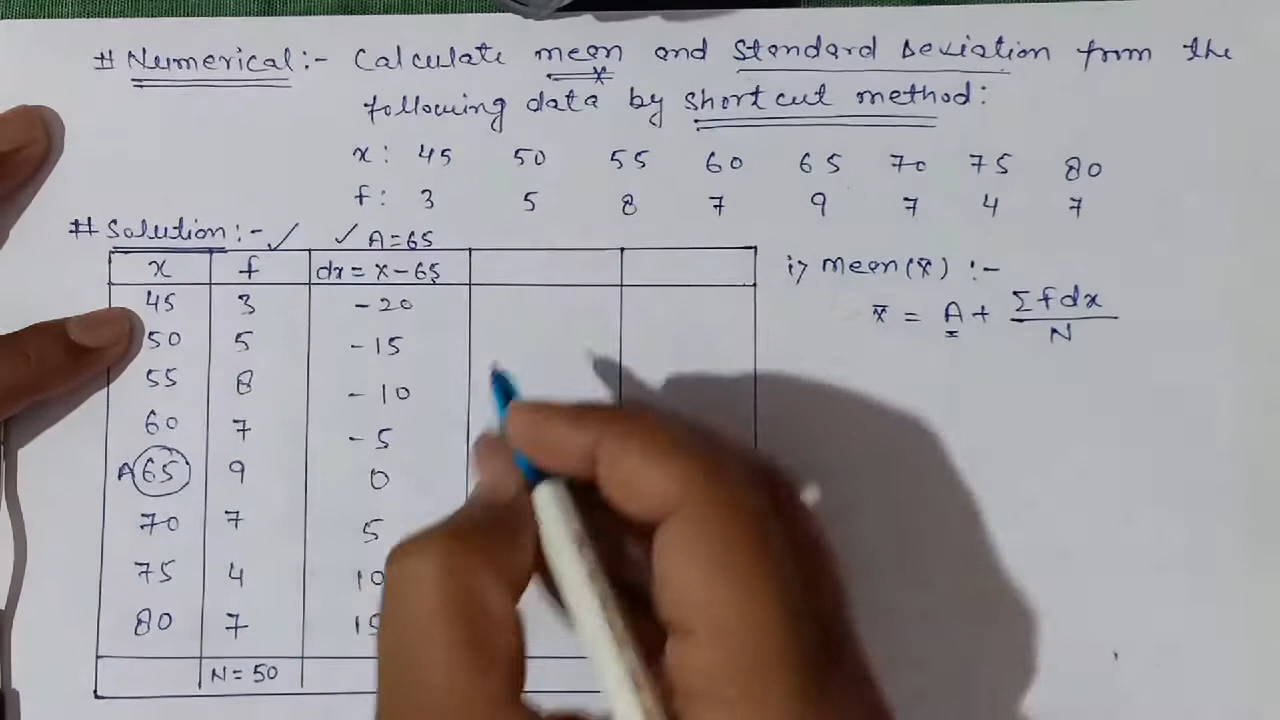 # Numerical:- Calculate mean and Standard Deviation from the
following data by short cut method:
x: 45 50 55 60 65 70 75 80
f: 3 5 8 7 9 7 4 7
# Solution:- ✓ ✓ A=65
x f dx = x-65
45 3 -20
50 5 -15
55 8 -10
60 7 -5
A 65 9 0
70 7 5
75 4 10
80 7 15
N = 50
i) Mean (x̄) :-
x̄ = A + Σfdx / N